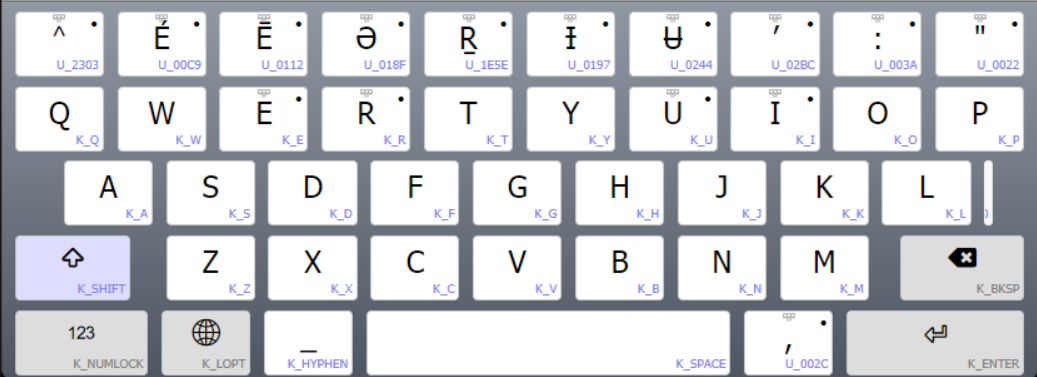 ^ É Ē Ə Ṟ Ɨ Ʉ ʼ : "
U_2303 U_00C9 U_0112 U_018F U_1E5E U_0197 U_0244 U_02BC U_003A U_0022
Q W E R T Y U I O P
K_Q K_W K_E K_R K_T K_Y K_U K_I K_O K_P
A S D F G H J K L
K_A K_S K_D K_F K_G K_H K_J K_K K_L
Z X C V B N M
K_SHIFT K_Z K_X K_C K_V K_B K_N K_M K_BKSP
123 _ ,
K_NUMLOCK K_LOPT K_HYPHEN K_SPACE U_002C K_ENTER